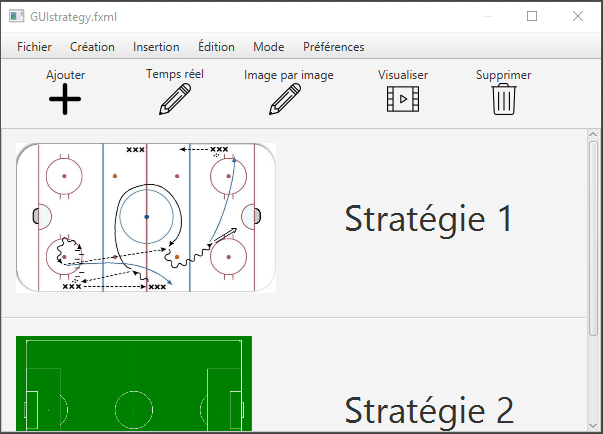 GUIstrategy.fxml
Fichier Création Insertion Édition Mode Préférences
Ajouter Temps réel Image par image Visualiser Supprimer
xxx xxx
Stratégie 1
xxx xxx
Stratégie 2